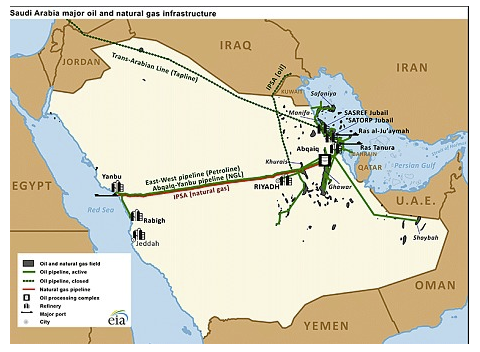 Saudi Arabia major oil and natural gas infrastructure
IRAQ
IRAN
JORDAN
Trans-Arabian Line (Tapline)
IPSA (oil)
KUWAIT
Safaniya
Manifa
SASREF Jubail
SATORP Jubail
Ras al-Ju'aymah
Ras Tanura
Abqaiq
BAHRAIN
Khurais
QATAR
Persian Gulf
East-West pipeline (Petroline)
Abqaiq-Yanbu pipeline (NGL)
IPSA (natural gas)
RIYADH
Ghawar
Yanbu
EGYPT
Red Sea
U.A.E.
Rabigh
Jeddah
Shaybah
OMAN
YEMEN
Oil and natural gas field
Oil pipeline, active
Oil pipeline, closed
Natural gas pipeline
Oil processing complex
Refinery
Major port
City
eia